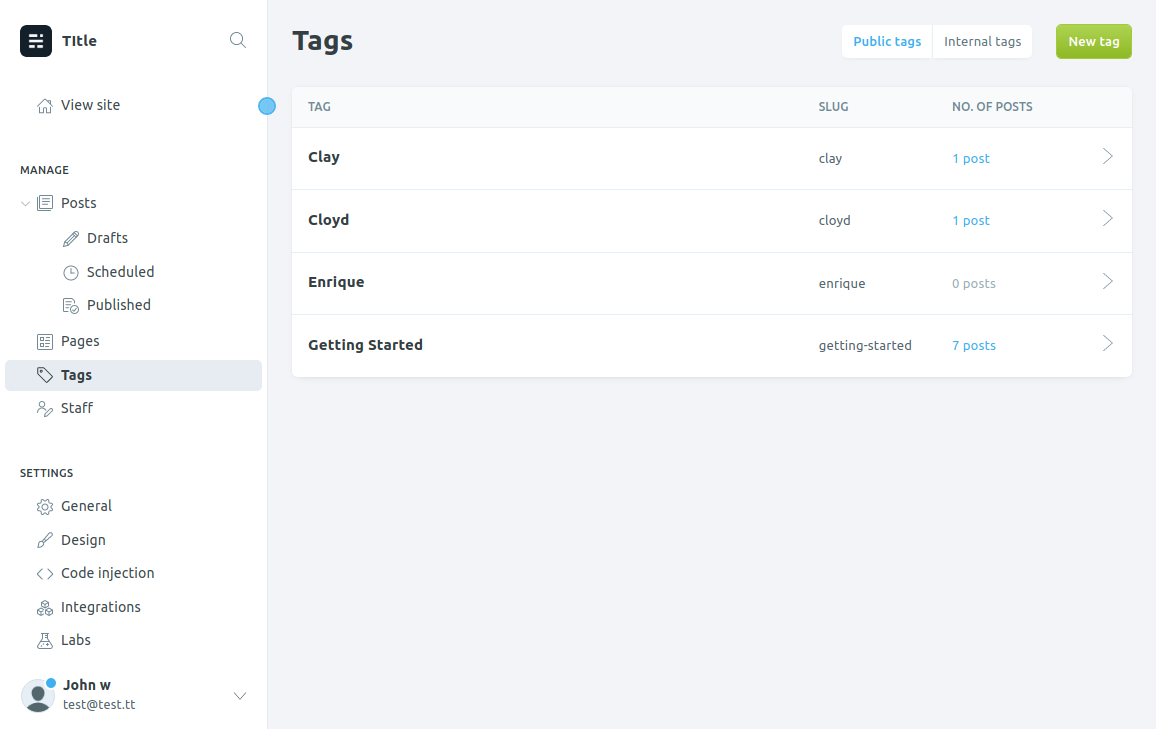 TItle
View site
MANAGE
Posts
Drafts
Scheduled
Published
Pages
Tags
Staff
SETTINGS
General
Design
Code injection
Integrations
Labs
John w
test@test.tt
Tags
Public tags Internal tags New tag
TAG SLUG NO. OF POSTS
Clay clay 1 post
Cloyd cloyd 1 post
Enrique enrique 0 posts
Getting Started getting-started 7 posts